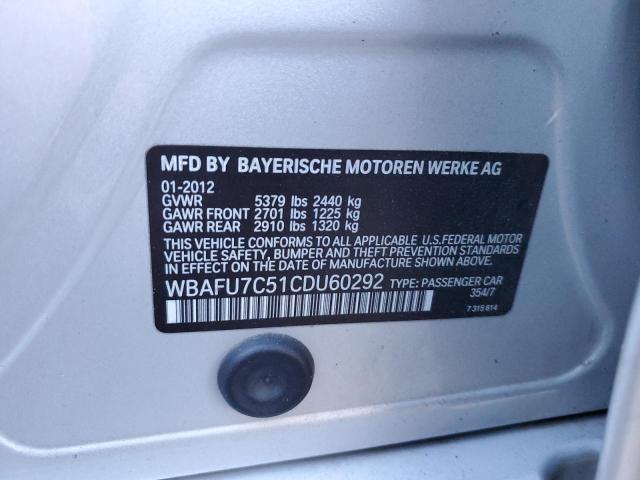 MFD BY BAYERISCHE MOTOREN WERKE AG
01-2012
GVWR 5379 lbs 2440 kg
GAWR FRONT 2701 lbs 1225 kg
GAWR REAR 2910 lbs 1320 kg
THIS VEHICLE CONFORMS TO ALL APPLICABLE U.S.FEDERAL MOTOR
VEHICLE SAFETY, BUMPER AND THEFT PREVENTION STANDARDS IN
EFFECT ON THE DATE OF MANUFACTURE SHOWN ABOVE.
WBAFU7C51CDU60292 TYPE: PASSENGER CAR
354/7
7 315 814